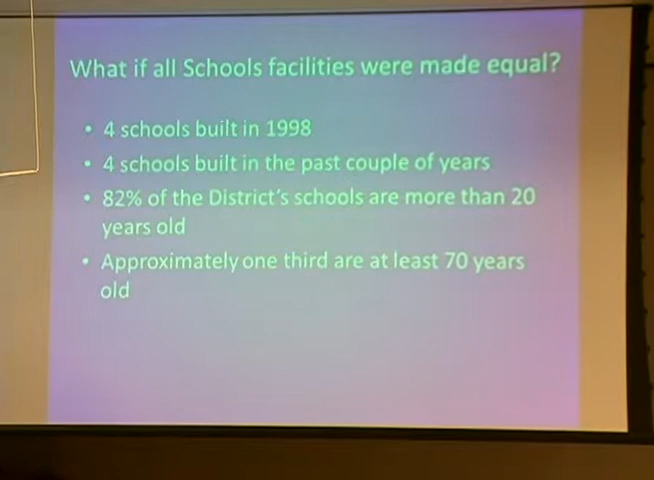 What if all Schools facilities were made equal?
• 4 schools built in 1998
• 4 schools built in the past couple of years
• 82% of the District's schools are more than 20
years old
• Approximately one third are at least 70 years
old